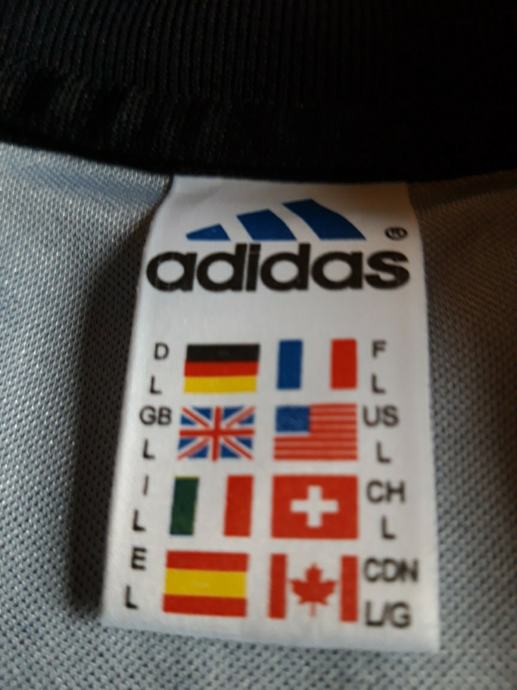 adidas ®
D F
L L
GB US
L L
I CH
L L
E CDN
L L/G